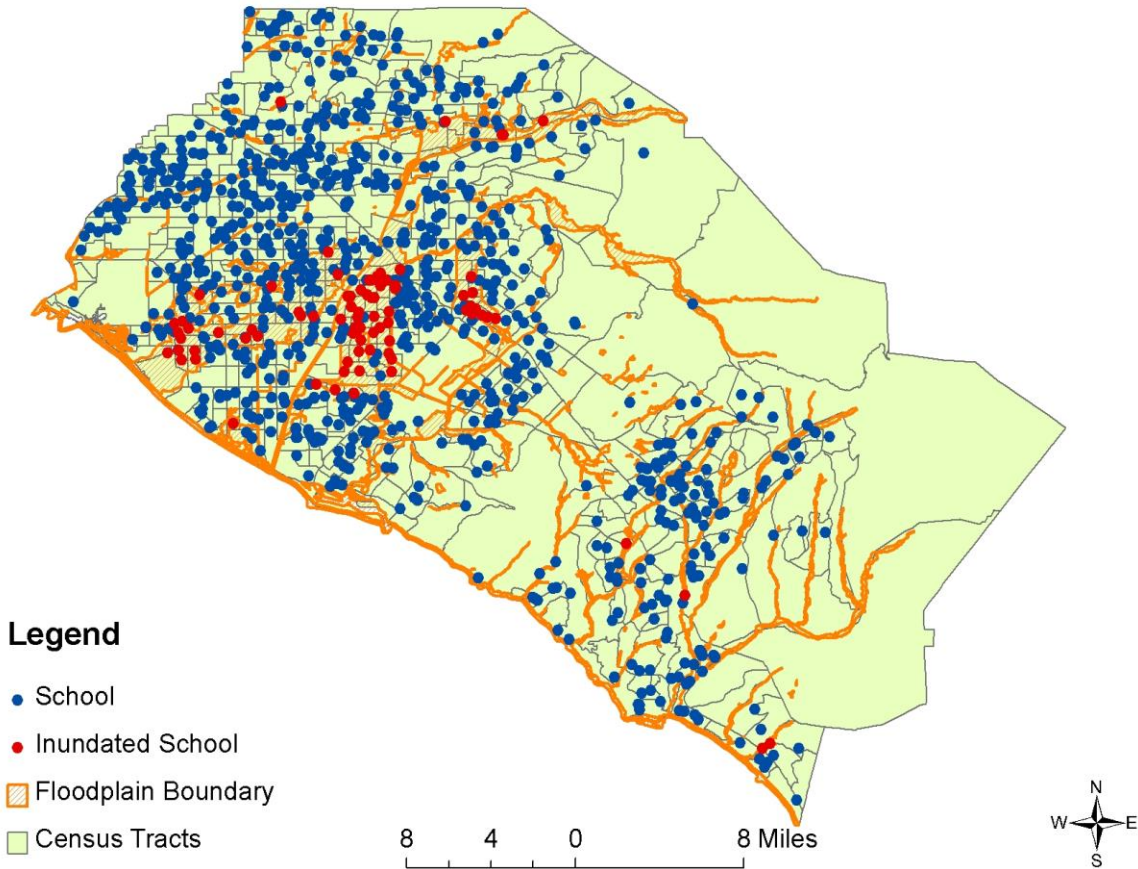 Legend
School
Inundated School
Floodplain Boundary
Census Tracts
8 4 0 8 Miles
N
W E
S